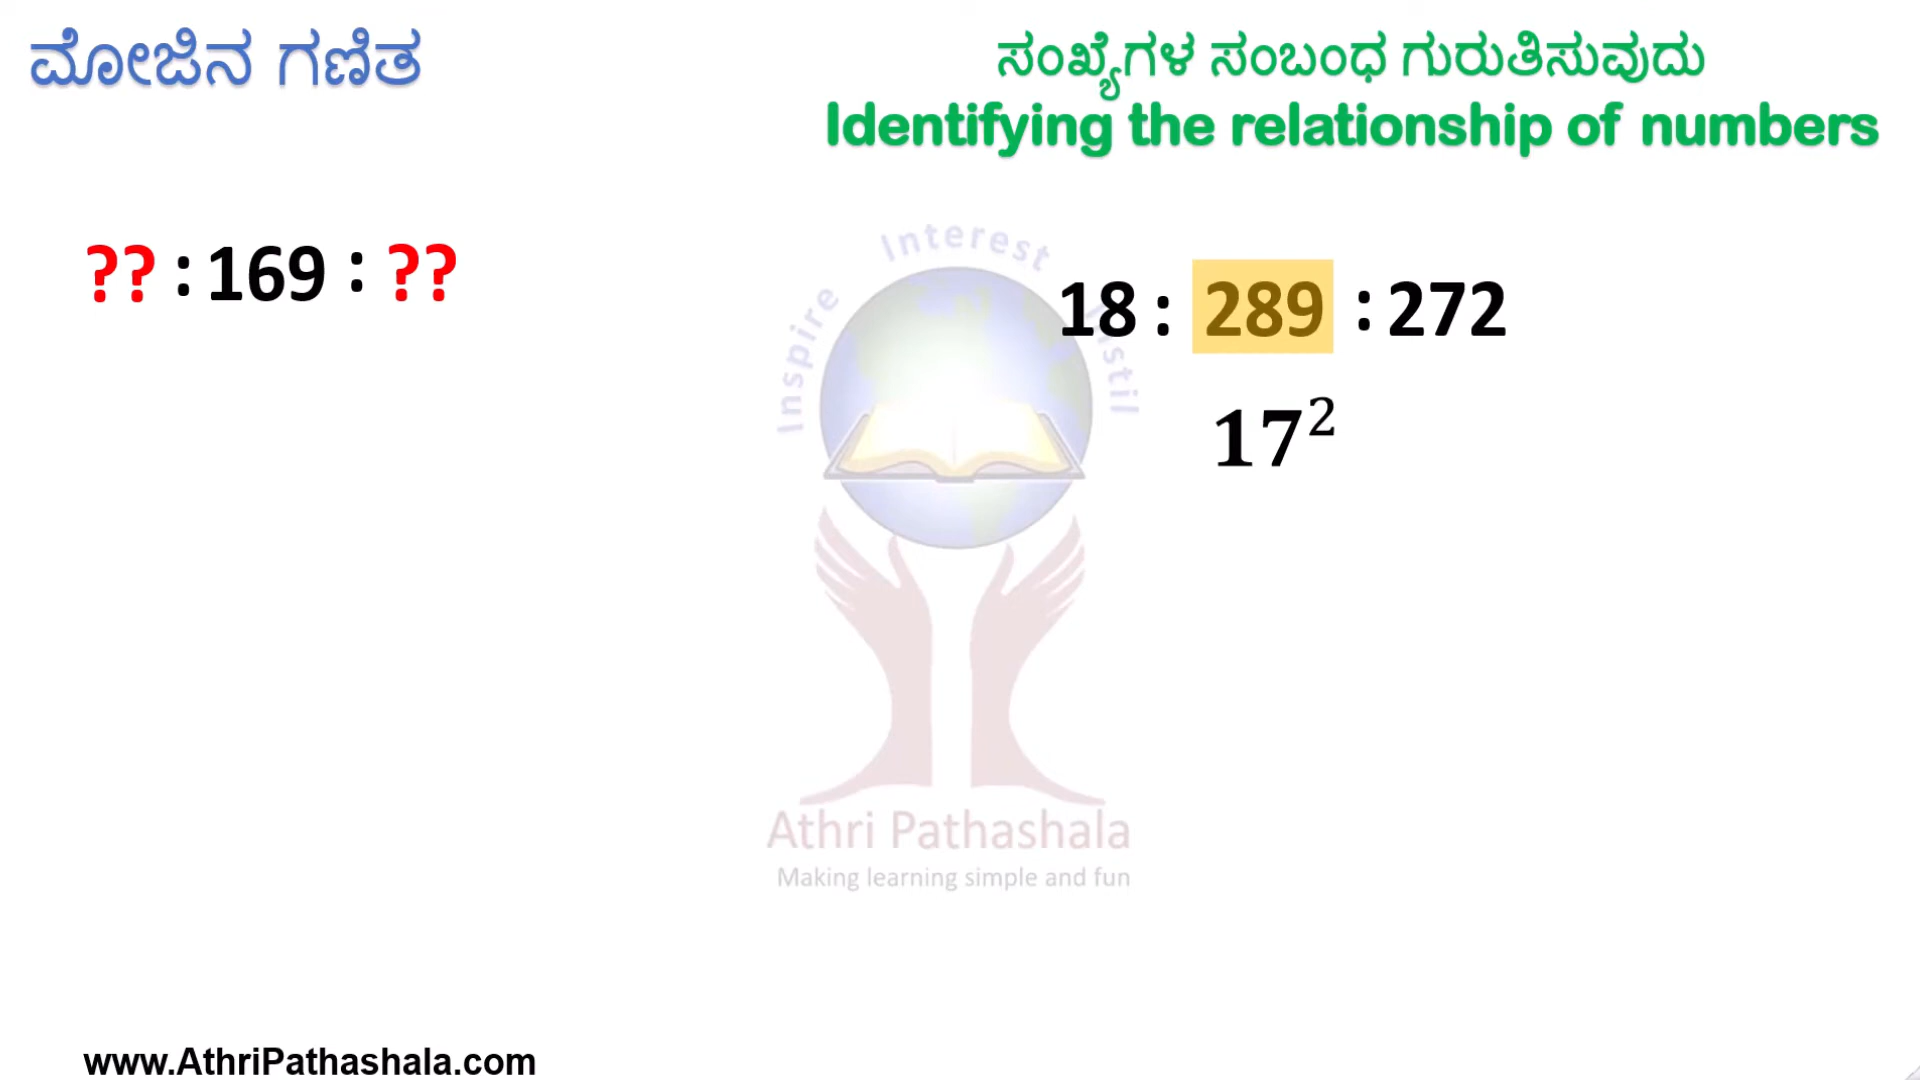 ಮೋಜಿನ ಗಣಿತ
ಸಂಖ್ಯೆಗಳ ಸಂಬಂಧ ಗುರುತಿಸುವುದು
Identifying the relationship of numbers
?? : 169 : ??
18 : 289 : 272
17²
Inspire Interest Instil
Athri Pathashala
Making learning simple and fun
www.AthriPathashala.com